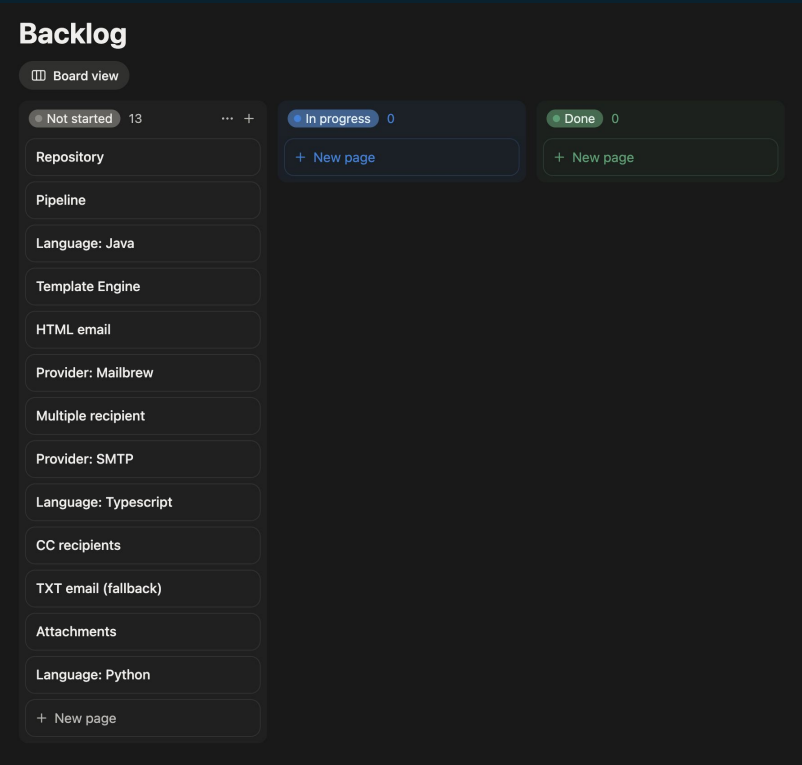 Backlog
Board view
Not started 13
Repository
Pipeline
Language: Java
Template Engine
HTML email
Provider: Mailbrew
Multiple recipient
Provider: SMTP
Language: Typescript
CC recipients
TXT email (fallback)
Attachments
Language: Python
+ New page
In progress 0
+ New page
Done 0
+ New page